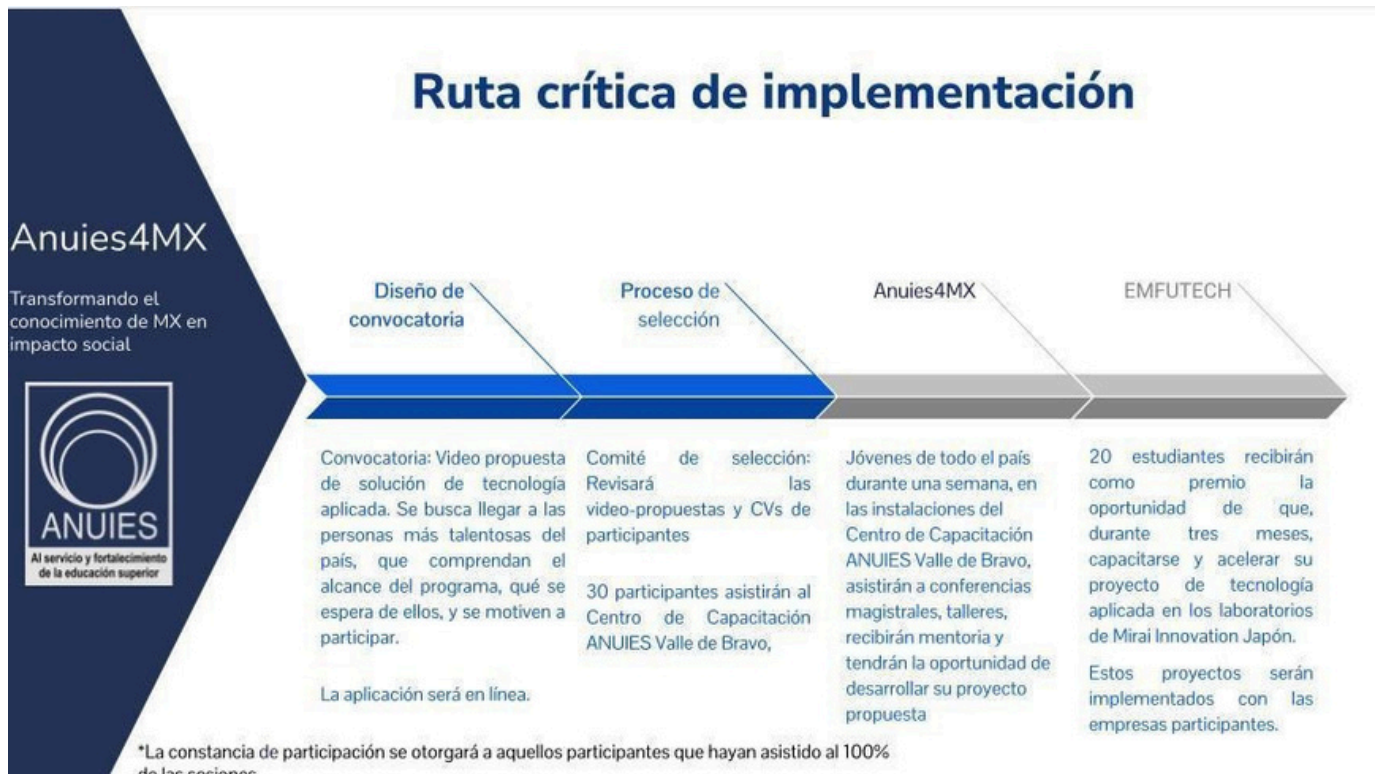 Ruta crítica de implementación
Anuies4MX
Transformando el
conocimiento de MX en
impacto social
ANUIES
Al servicio y fortalecimiento
de la educación superior
Diseño de
convocatoria
Convocatoria: Video propuesta
de solución de tecnología
aplicada. Se busca llegar a las
personas más talentosas del
país, que comprendan el
alcance del programa, qué se
espera de ellos, y se motiven a
participar.
La aplicación será en línea.
Proceso de
selección
Comité de selección:
Revisará las
video-propuestas y CVs de
participantes
30 participantes asistirán al
Centro de Capacitación
ANUIES Valle de Bravo,
Anuies4MX
Jóvenes de todo el país
durante una semana, en
las instalaciones del
Centro de Capacitación
ANUIES Valle de Bravo,
asistirán a conferencias
magistrales, talleres,
recibirán mentoria y
tendrán la oportunidad de
desarrollar su proyecto
propuesta
EMFUTECH
20 estudiantes recibirán
como premio la
oportunidad de que,
durante tres meses,
capacitarse y acelerar su
proyecto de tecnología
aplicada en los laboratorios
de Mirai Innovation Japón.
Estos proyectos serán
implementados con las
empresas participantes.
*La constancia de participación se otorgará a aquellos participantes que hayan asistido al 100%
de las sesiones